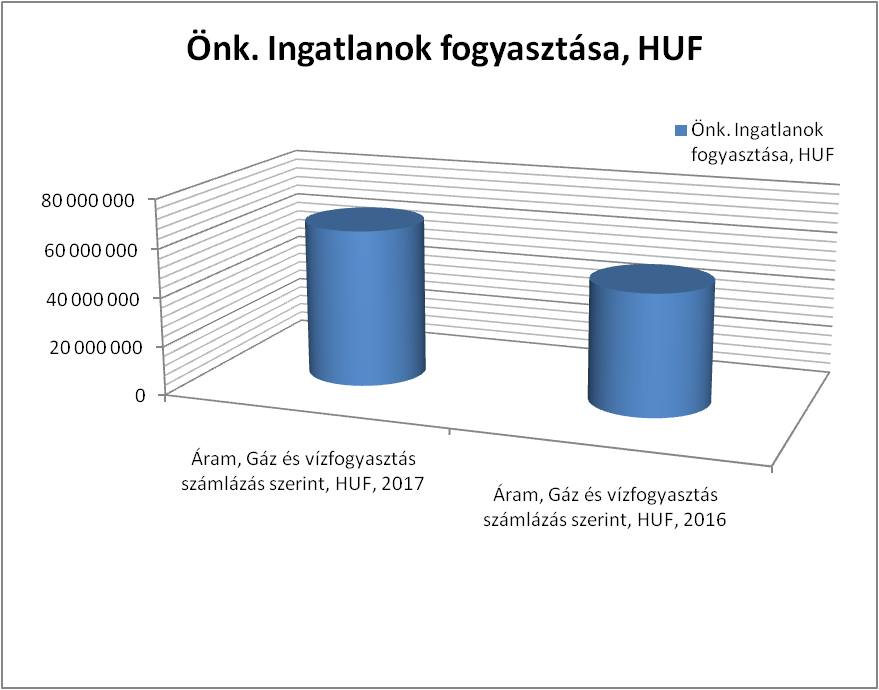 Önk. Ingatlanok fogyasztása, HUF
Önk. Ingatlanok
fogyasztása, HUF
80 000 000
60 000 000
40 000 000
20 000 000
0
Áram, Gáz és vízfogyasztás
számlázás szerint, HUF, 2017
Áram, Gáz és vízfogyasztás
számlázás szerint, HUF, 2016